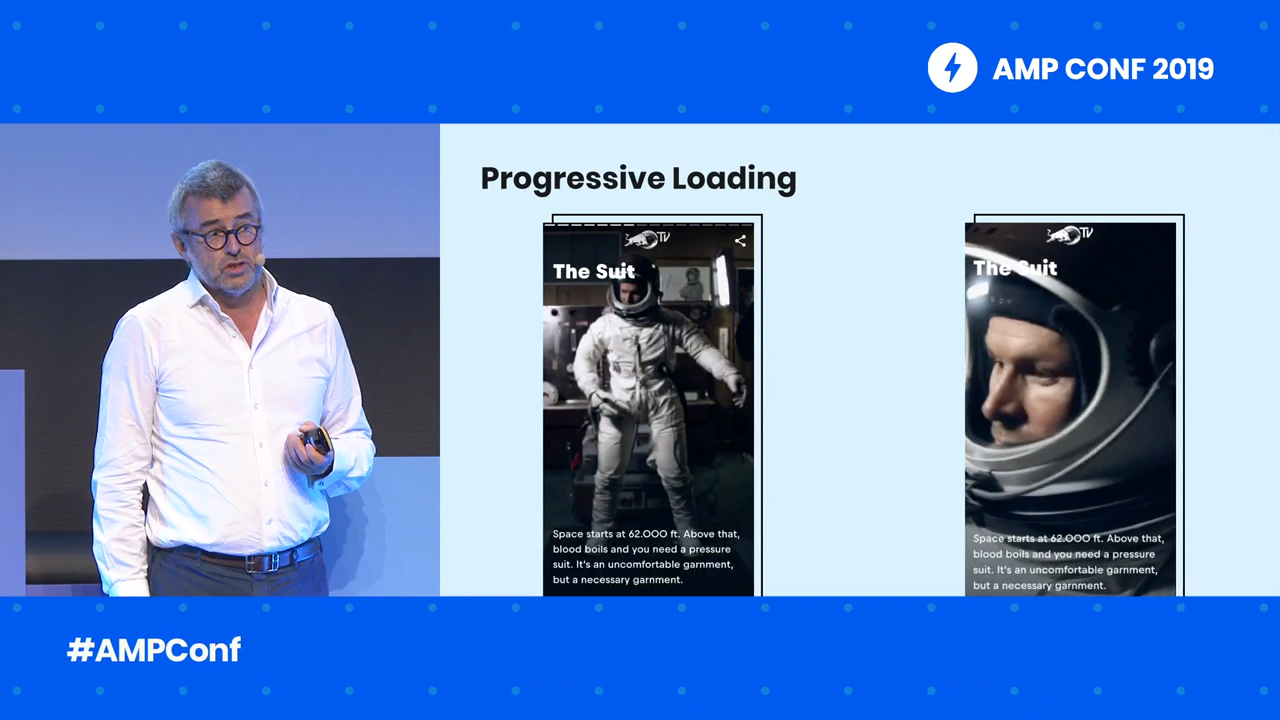 AMP CONF 2019
Progressive Loading
TV
The Suit
Space starts at 62.000 ft. Above that,
blood boils and you need a pressure
suit. It's an uncomfortable garnment,
but a necessary garnment.
TV
The Suit
Space starts at 62.000 ft. Above that,
blood boils and you need a pressure
suit. It's an uncomfortable garnment,
but a necessary garnment.
#AMPConf